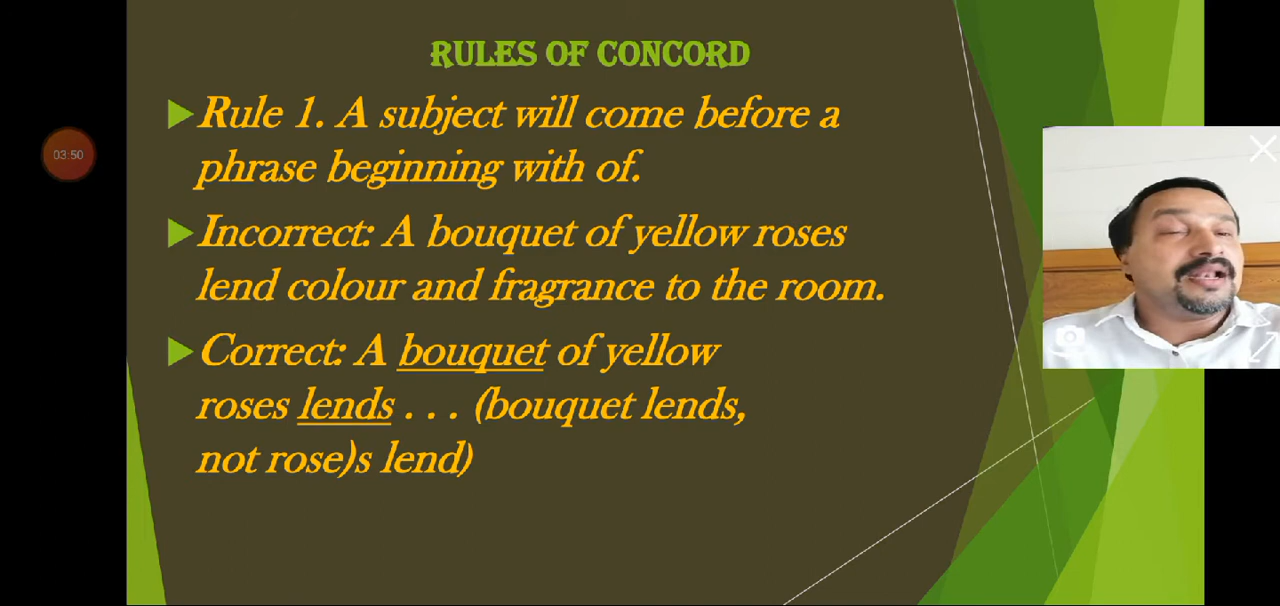 RULES OF CONCORD
Rule 1. A subject will come before a
phrase beginning with of.
Incorrect: A bouquet of yellow roses
lend colour and fragrance to the room.
Correct: A bouquet of yellow
roses lends . . . (bouquet lends,
not rose)s lend)
03:50